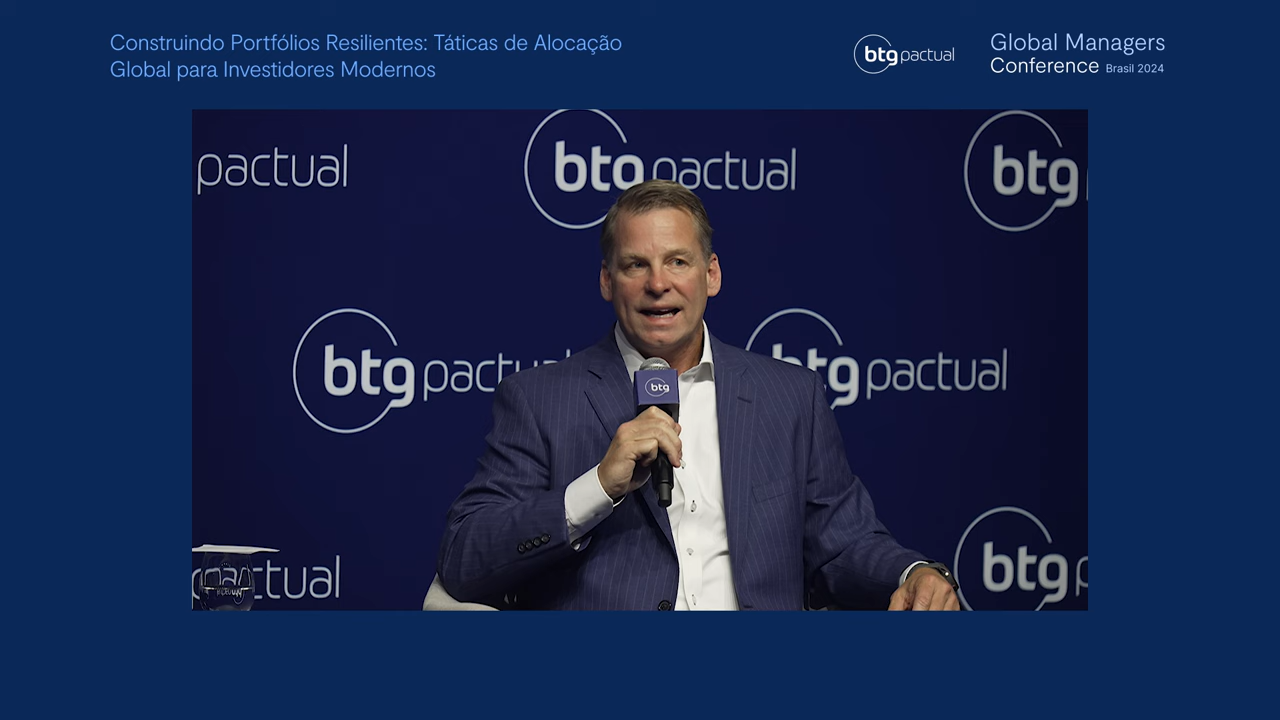 Construindo Portfólios Resilientes: Táticas de Alocação
Global para Investidores Modernos
btg pactual
Global Managers
Conference Brasil 2024
pactual
btg pactual
btg
btg pactual
btg pactual
btg
pactual
btg